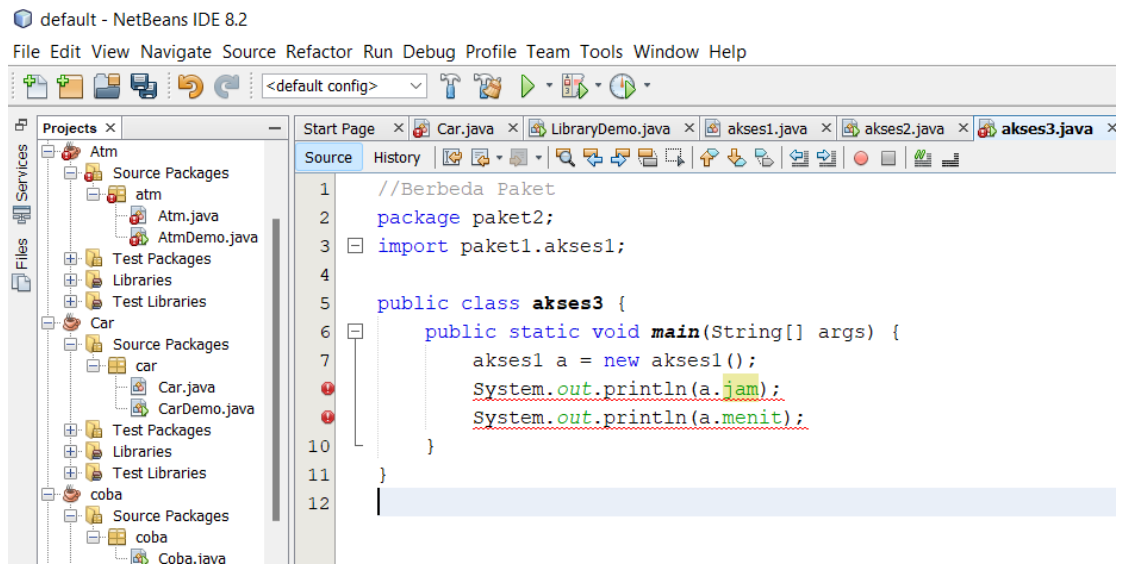 default - NetBeans IDE 8.2
File Edit View Navigate Source Refactor Run Debug Profile Team Tools Window Help
<default config>
Projects
Services
Files
Atm
Source Packages
atm
Atm.java
AtmDemo.java
Test Packages
Libraries
Test Libraries
Car
Source Packages
car
Car.java
CarDemo.java
Test Packages
Libraries
Test Libraries
coba
Source Packages
coba
Coba.java
Start Page Car.java LibraryDemo.java akses1.java akses2.java akses3.java
Source History
1 //Berbeda Paket
2 package paket2;
3 import paket1.akses1;
4
5 public class akses3 {
6 public static void main(String[] args) {
7 akses1 a = new akses1();
System.out.println(a.jam);
System.out.println(a.menit);
10 }
11 }
12